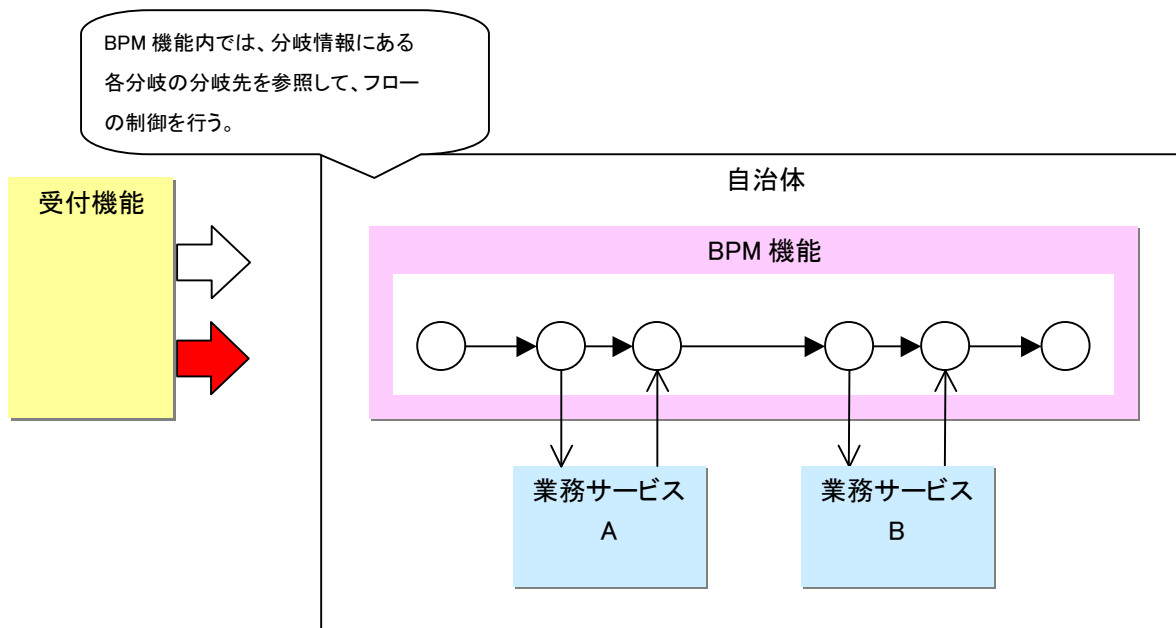 BPM 機能内では、分岐情報にある
各分岐の分岐先を参照して、フロー
の制御を行う。
自治体
受付機能
BPM 機能
業務サービス
A
業務サービス
B